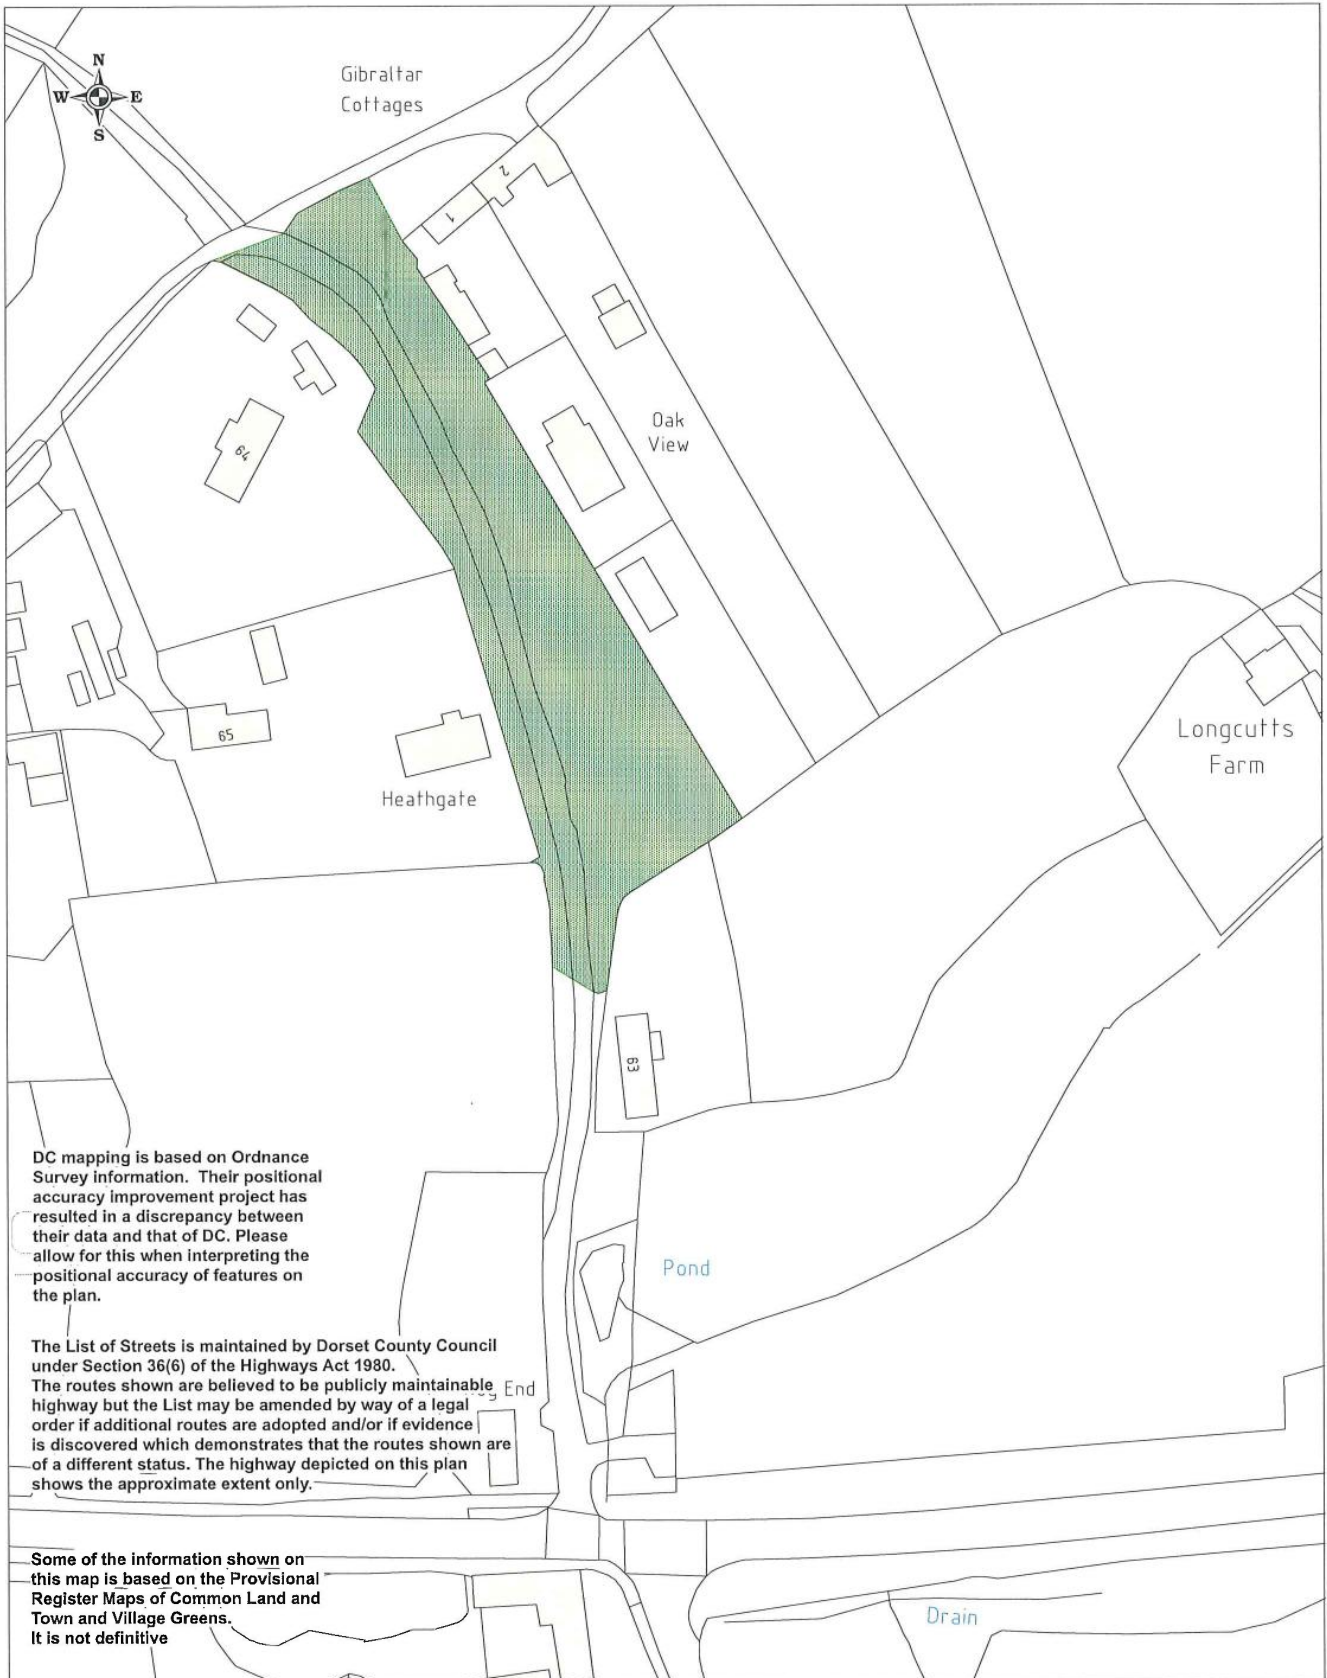 N
W E
S
Gibraltar
Cottages
2
1
Oak
View
64
65
Heathgate
Longcutts
Farm
63
DC mapping is based on Ordnance
Survey information. Their positional
accuracy improvement project has
resulted in a discrepancy between
their data and that of DC. Please
allow for this when interpreting the
positional accuracy of features on
the plan.
Pond
The List of Streets is maintained by Dorset County Council
under Section 36(6) of the Highways Act 1980.
The routes shown are believed to be publicly maintainable
End
highway but the List may be amended by way of a legal
order if additional routes are adopted and/or if evidence
is discovered which demonstrates that the routes shown are
of a different status. The highway depicted on this plan
shows the approximate extent only.
Some of the information shown on
this map is based on the Provisional
Register Maps of Common Land and
Town and Village Greens.
It is not definitive
Drain